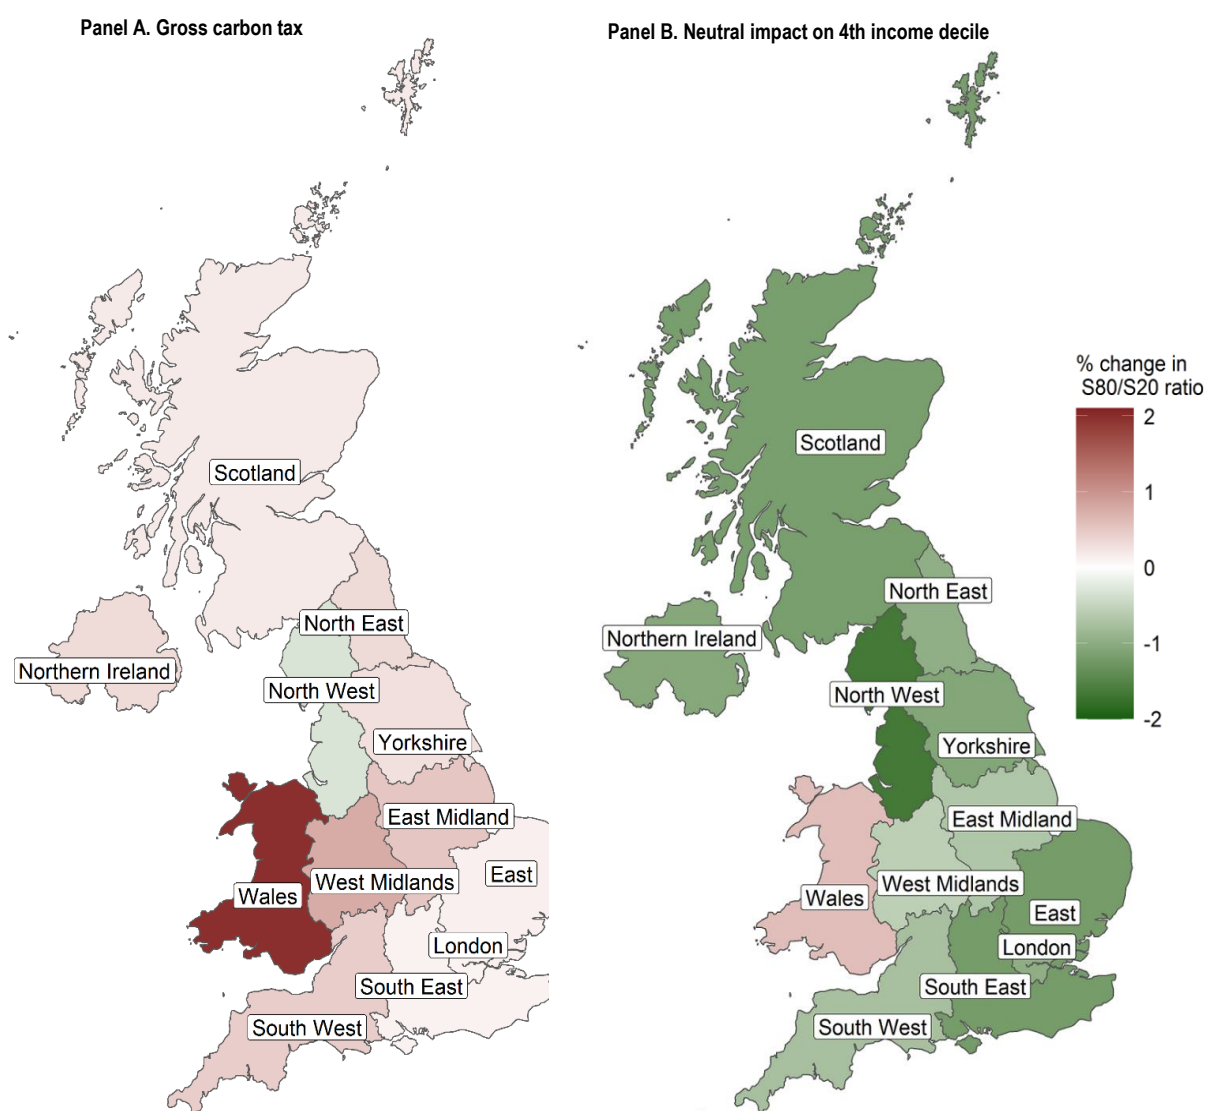 Panel A. Gross carbon tax
Panel B. Neutral impact on 4th income decile
Scotland
North East
Northern Ireland
North West
Yorkshire
East Midland
West Midlands
East
Wales
London
South East
South West
Scotland
North East
Northern Ireland
North West
Yorkshire
East Midland
West Midlands
Wales
East
London
South East
South West
% change in
S80/S20 ratio
2
1
0
-1
-2